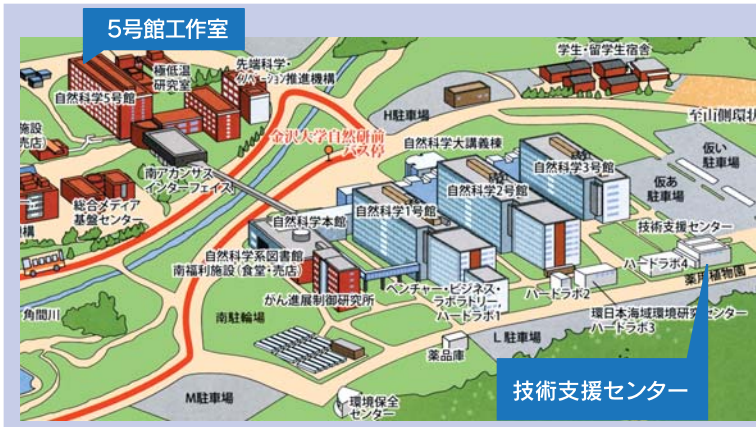 5号館工作室
極低温
研究室
先端科学・
イノベーション推進機構
自然科学5号館
学生・留学生宿舎
H駐車場
至山側環状
金沢大学自然研前
バス停
自然科学大講義棟
仮い
駐車場
施設
売店)
南アカンサス
インターフェイス
自然科学3号館
自然科学2号館
仮あ
駐車場
総合メディア
基盤センター
自然科学1号館
自然科学本館
技術支援センター
機構
自然科学系図書館
南福利施設(食堂・売店)
ハードラボ4
薬用植物園
がん進展制御研究所
ベンチャー・ビジネス・
ラボラトリー、
ハードラボ1
ハードラボ2
環日本海域環境研究センター
ハードラボ3
角間川
南駐輪場
L駐車場
薬品庫
M駐車場
環境保全
センター
技術支援センター